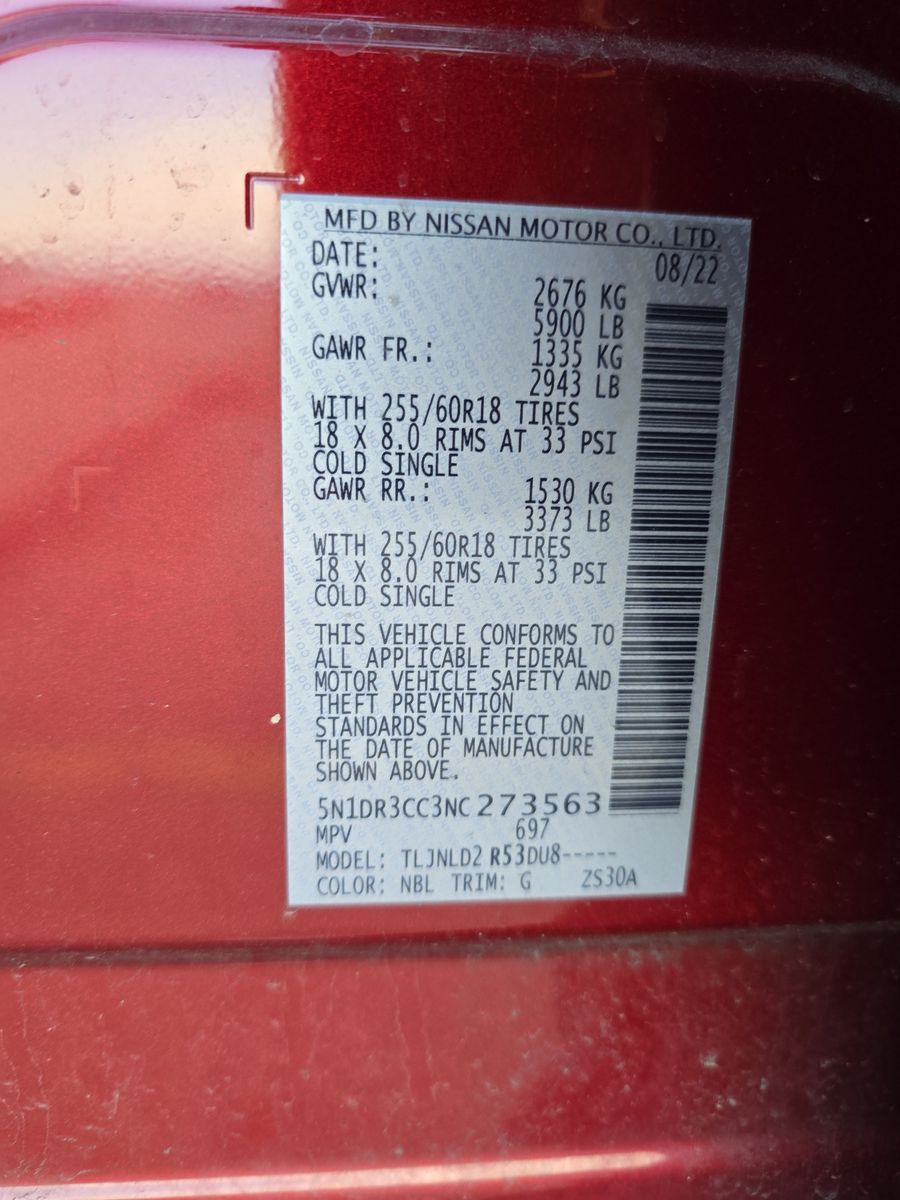 MFD BY NISSAN MOTOR CO., LTD.
DATE: 08/22
GVWR: 2676 KG
5900 LB
GAWR FR.: 1335 KG
2943 LB
WITH 255/60R18 TIRES
18 X 8.0 RIMS AT 33 PSI
COLD SINGLE
GAWR RR.: 1530 KG
3373 LB
WITH 255/60R18 TIRES
18 X 8.0 RIMS AT 33 PSI
COLD SINGLE
THIS VEHICLE CONFORMS TO
ALL APPLICABLE FEDERAL
MOTOR VEHICLE SAFETY AND
THEFT PREVENTION
STANDARDS IN EFFECT ON
THE DATE OF MANUFACTURE
SHOWN ABOVE.
5N1DR3CC3NC273563
MPV 697
MODEL: TLJNLD2 R53DU8-----
COLOR: NBL TRIM: G ZS30A